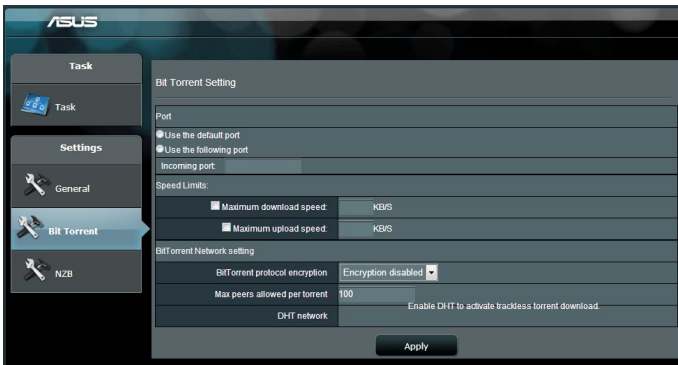 ASUS
Task
Task
Settings
General
Bit Torrent
NZB
Bit Torrent Setting
Port
Use the default port
Use the following port
Incoming port:
Speed Limits:
Maximum download speed: KB/S
Maximum upload speed: KB/S
BitTorrent Network setting
BitTorrent protocol encryption Encryption disabled
Max peers allowed per torrent 100
DHT network Enable DHT to activate trackless torrent download.
Apply